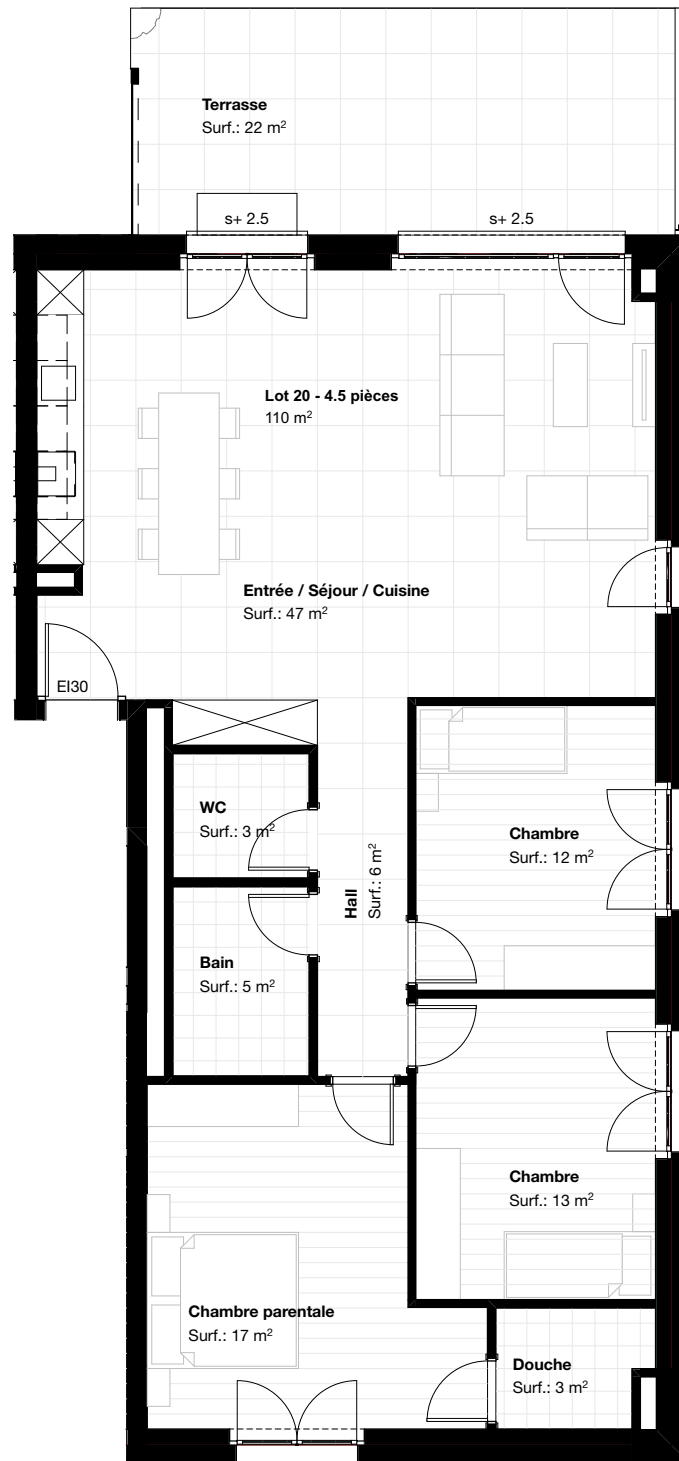 Terrasse
Surf.: 22 m²
s+ 2.5
s+ 2.5
Lot 20 - 4.5 pièces
110 m²
Entrée / Séjour / Cuisine
Surf.: 47 m²
EI30
WC
Surf.: 3 m²
Hall
Surf.: 6 m²
Chambre
Surf.: 12 m²
Bain
Surf.: 5 m²
Chambre
Surf.: 13 m²
Chambre parentale
Surf.: 17 m²
Douche
Surf.: 3 m²